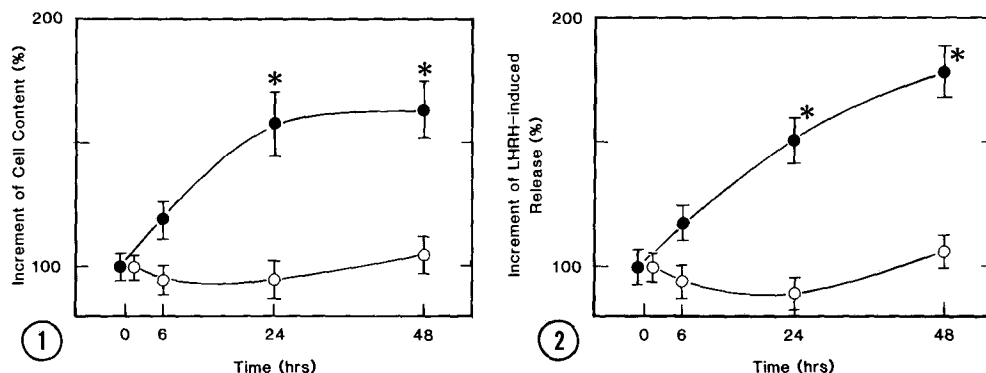 200
Increment of Cell Content (%)
100
*
*
0 6 24 48
Time (hrs)
1
200
Increment of LHRH-induced
Release (%)
100
*
*
0 6 24 48
Time (hrs)
2